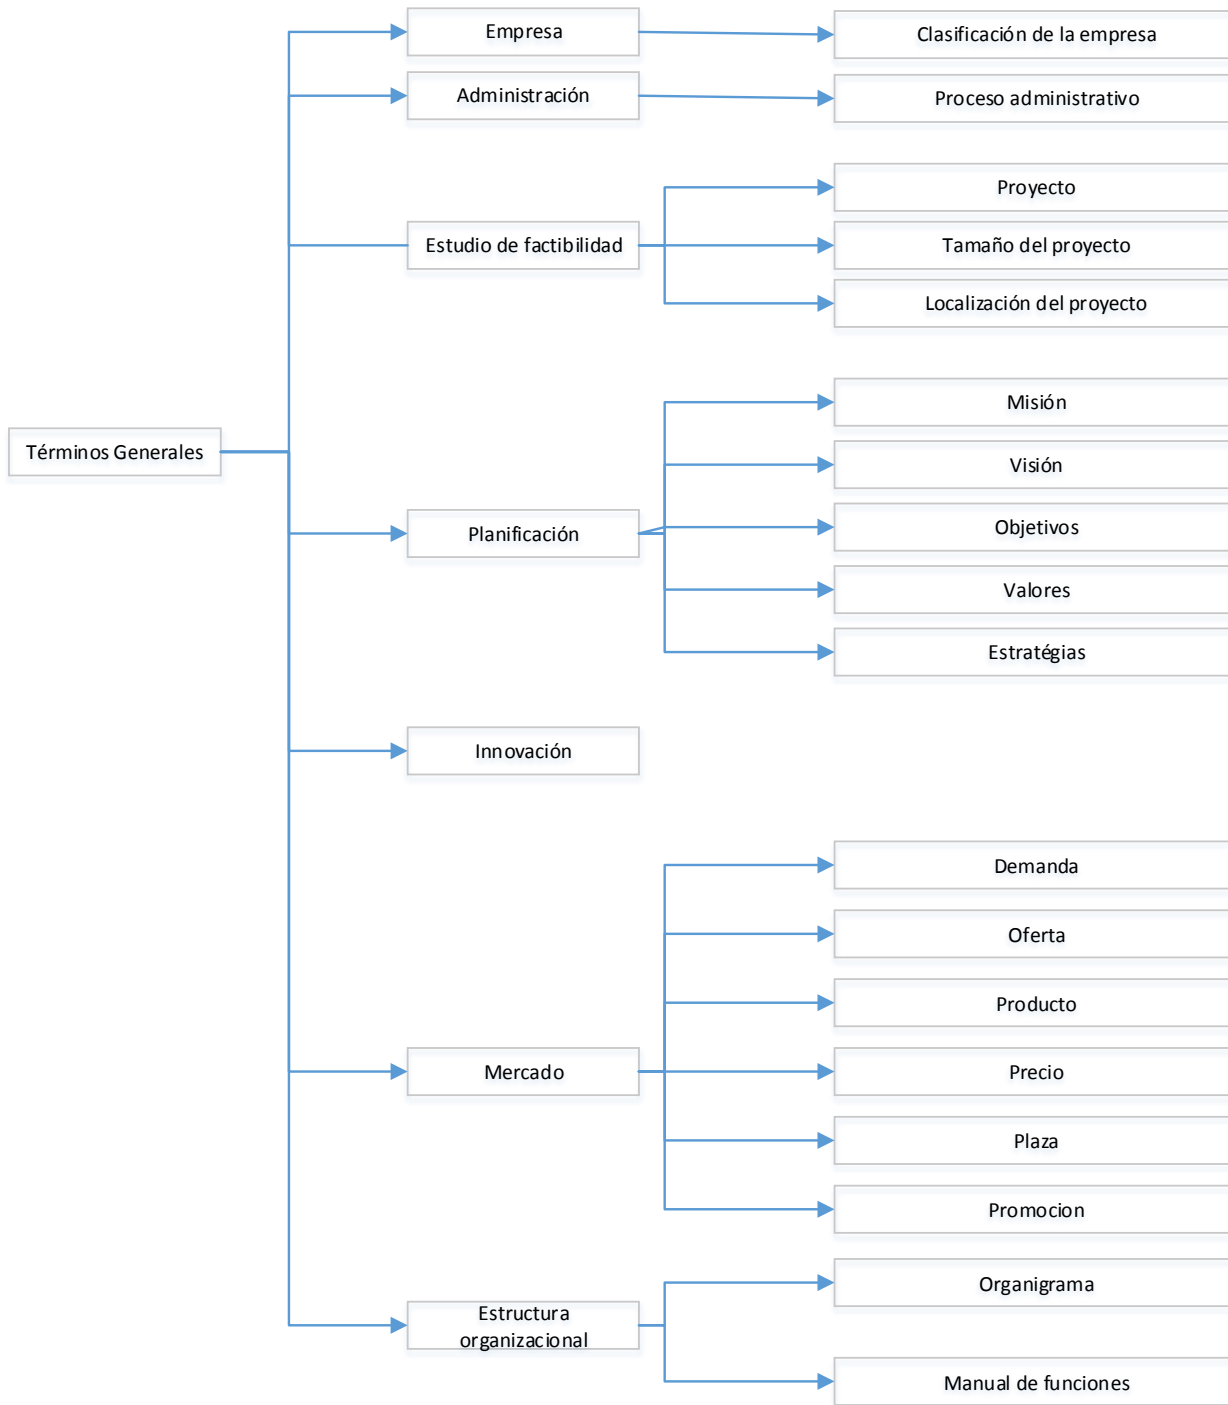 Términos Generales
Empresa
Clasificación de la empresa
Administración
Proceso administrativo
Estudio de factibilidad
Proyecto
Tamaño del proyecto
Localización del proyecto
Planificación
Misión
Visión
Objetivos
Valores
Estratégias
Innovación
Mercado
Demanda
Oferta
Producto
Precio
Plaza
Promocion
Estructura
organizacional
Organigrama
Manual de funciones